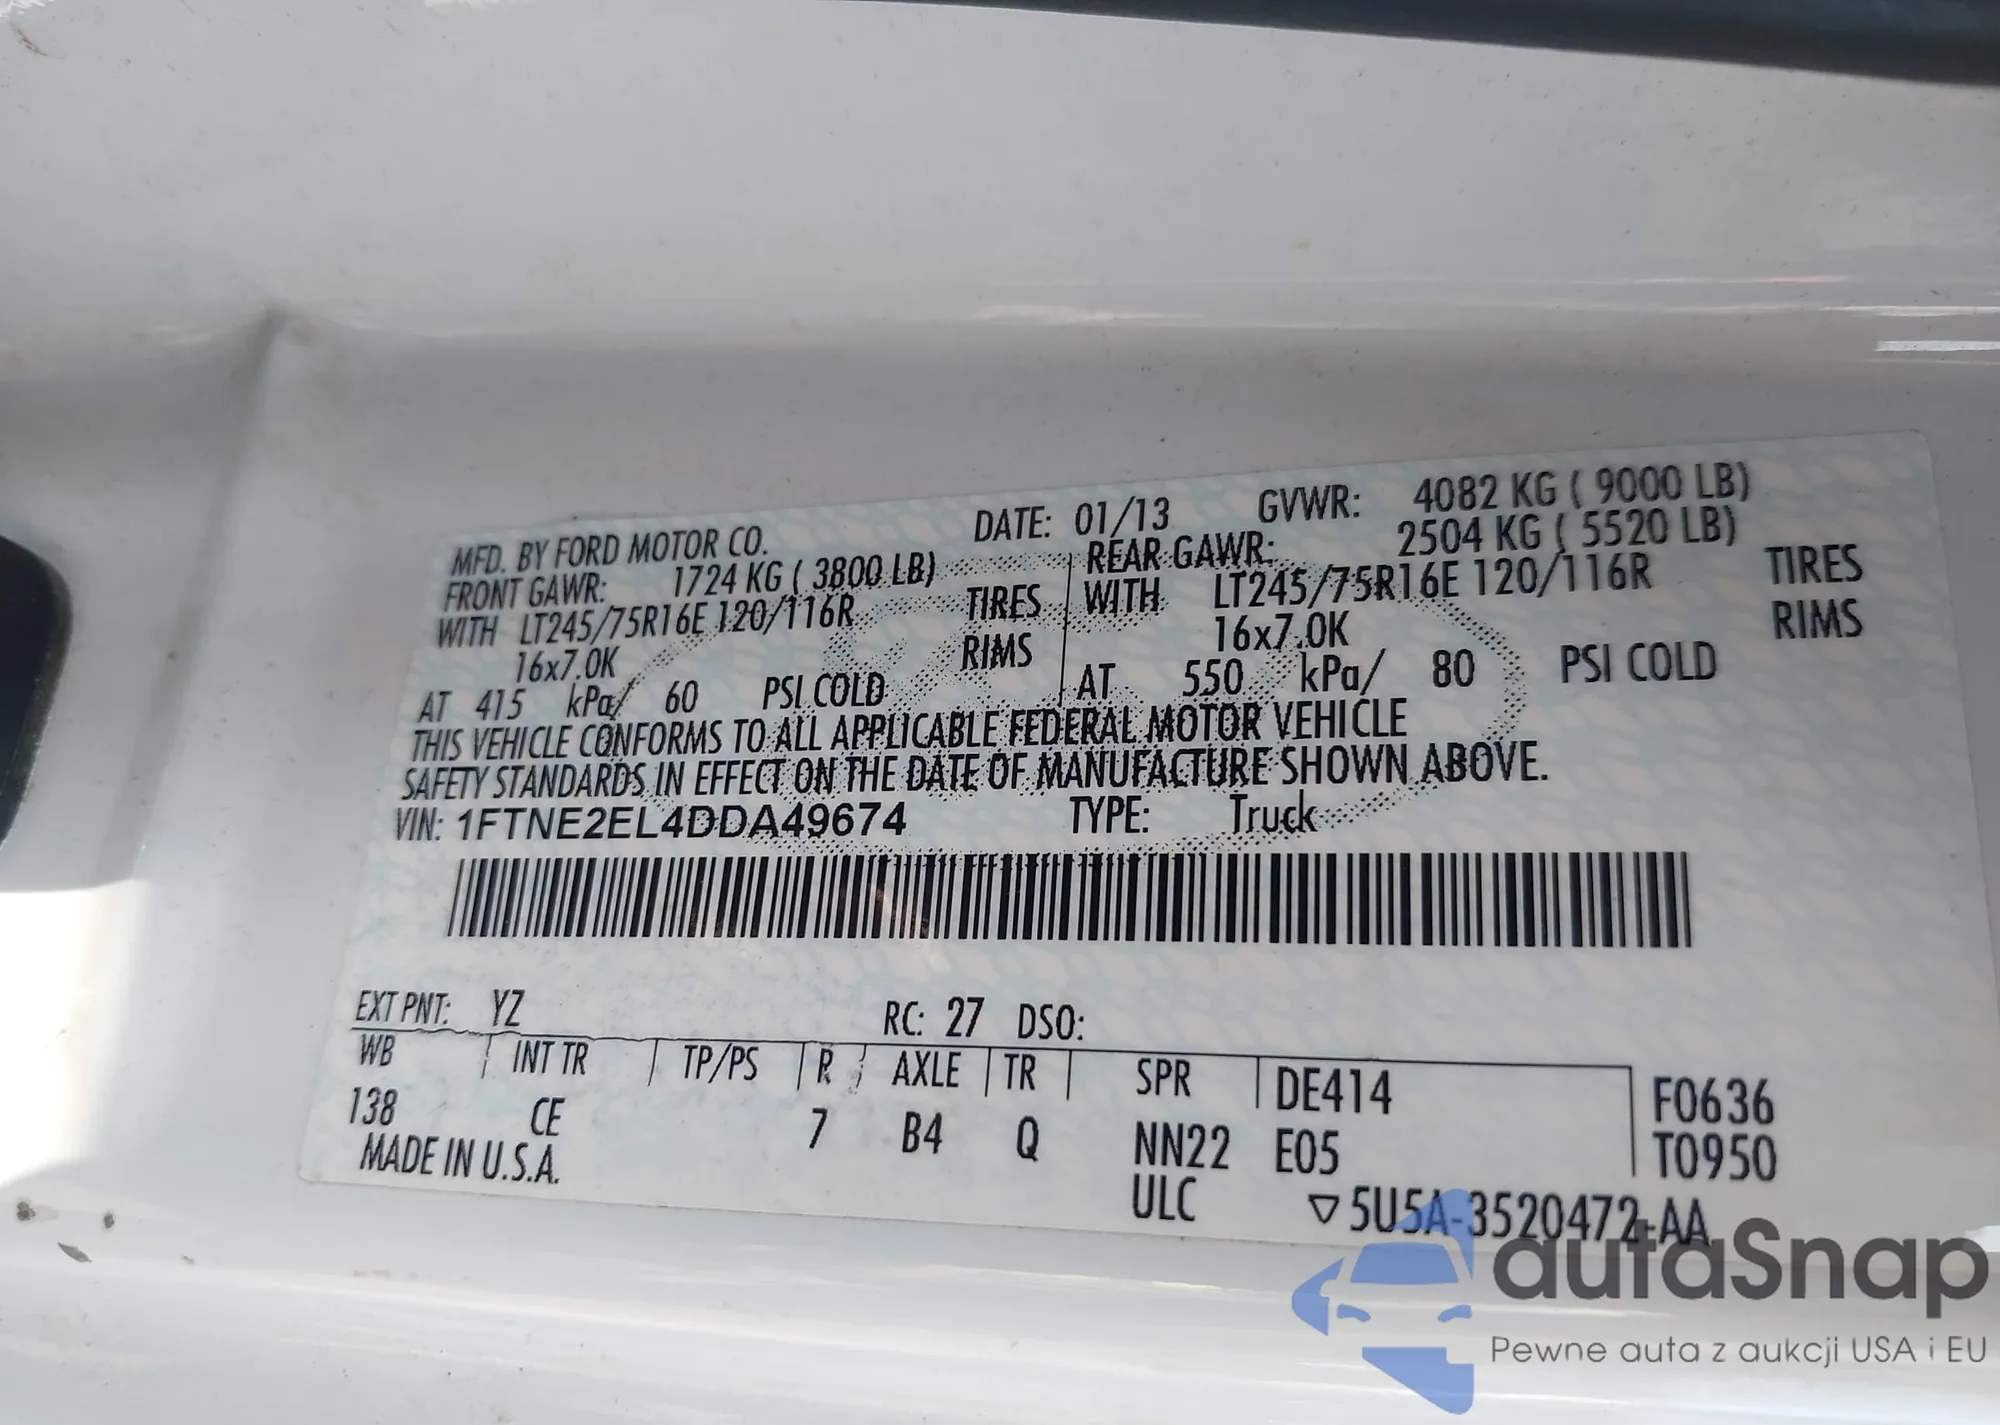 MFD. BY FORD MOTOR CO. DATE: 01/13 GVWR: 4082 KG ( 9000 LB)
FRONT GAWR: 1724 KG ( 3800 LB) REAR GAWR: 2504 KG ( 5520 LB)
WITH LT245/75R16E 120/116R TIRES WITH LT245/75R16E 120/116R TIRES
16x7.0K RIMS 16x7.0K RIMS
AT 415 kPa/ 60 PSI COLD AT 550 kPa/ 80 PSI COLD
THIS VEHICLE CONFORMS TO ALL APPLICABLE FEDERAL MOTOR VEHICLE
SAFETY STANDARDS IN EFFECT ON THE DATE OF MANUFACTURE SHOWN ABOVE.
VIN: 1FTNE2EL4DDA49674 TYPE: Truck
EXT PNT: YZ RC: 27 DSO:
WB INT TR TP/PS R AXLE TR SPR DE414 F0636
138 CE 7 B4 Q NN22 E05 T0950
MADE IN U.S.A. ULC ▽5U5A-3520472-AA
autaSnap
Pewne auta z aukcji USA i EU